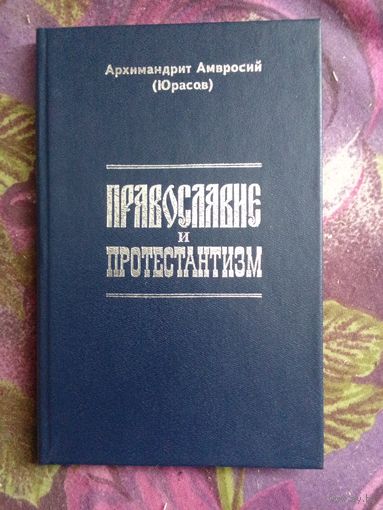 Архимандрит Амвросий
(Юрасов)
ПРАВОСЛАВИЕ
И
ПРОТЕСТАНТИЗМ